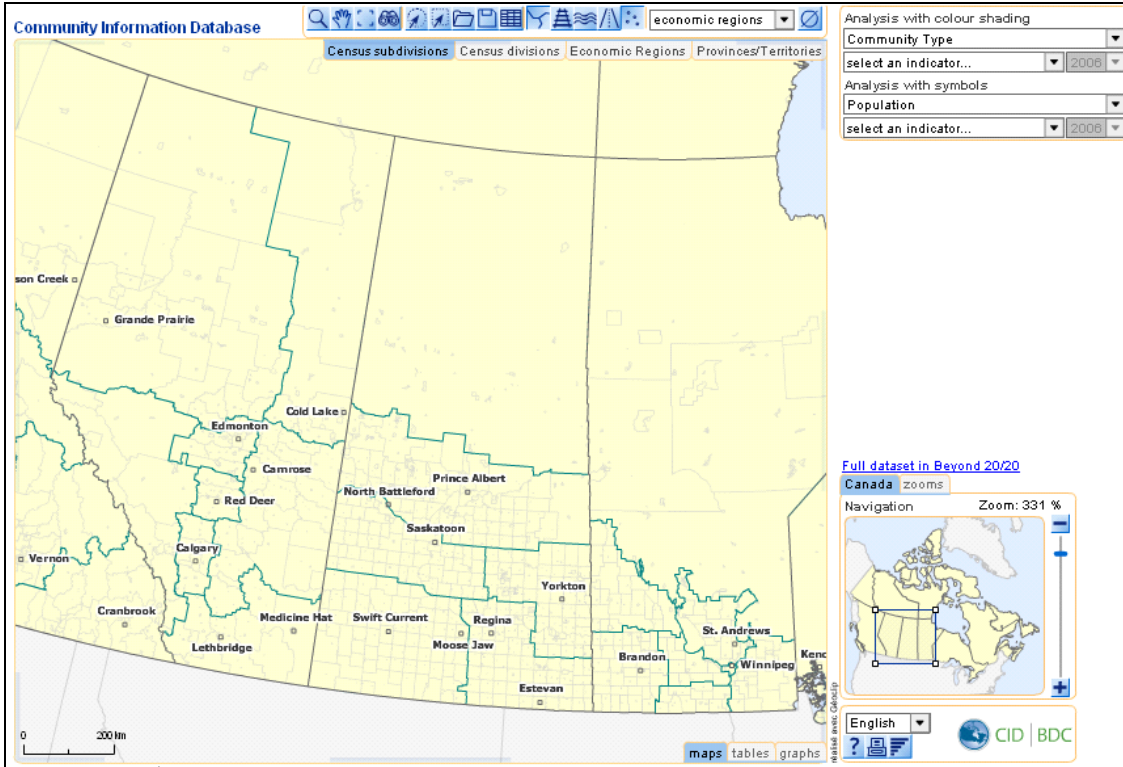 Community Information Database
economic regions
Census subdivisions Census divisions Economic Regions Provinces/Territories
Analysis with colour shading
Community Type
select an indicator... 2006
Analysis with symbols
Population
select an indicator... 2006
son Creek
Grande Prairie
Cold Lake
Edmonton
Camrose
Prince Albert
North Battleford
Red Deer
Saskatoon
Calgary
Vernon
Yorkton
Cranbrook
Medicine Hat
Swift Current
Regina
St. Andrews
Lethbridge
Moose Jaw
Brandon
Winnipeg
Keno
Estevan
0 200 km
réalisé avec Géoclip
maps tables graphs
Full dataset in Beyond 20/20
Canada zooms
Navigation Zoom: 331 %
English
?
CID | BDC